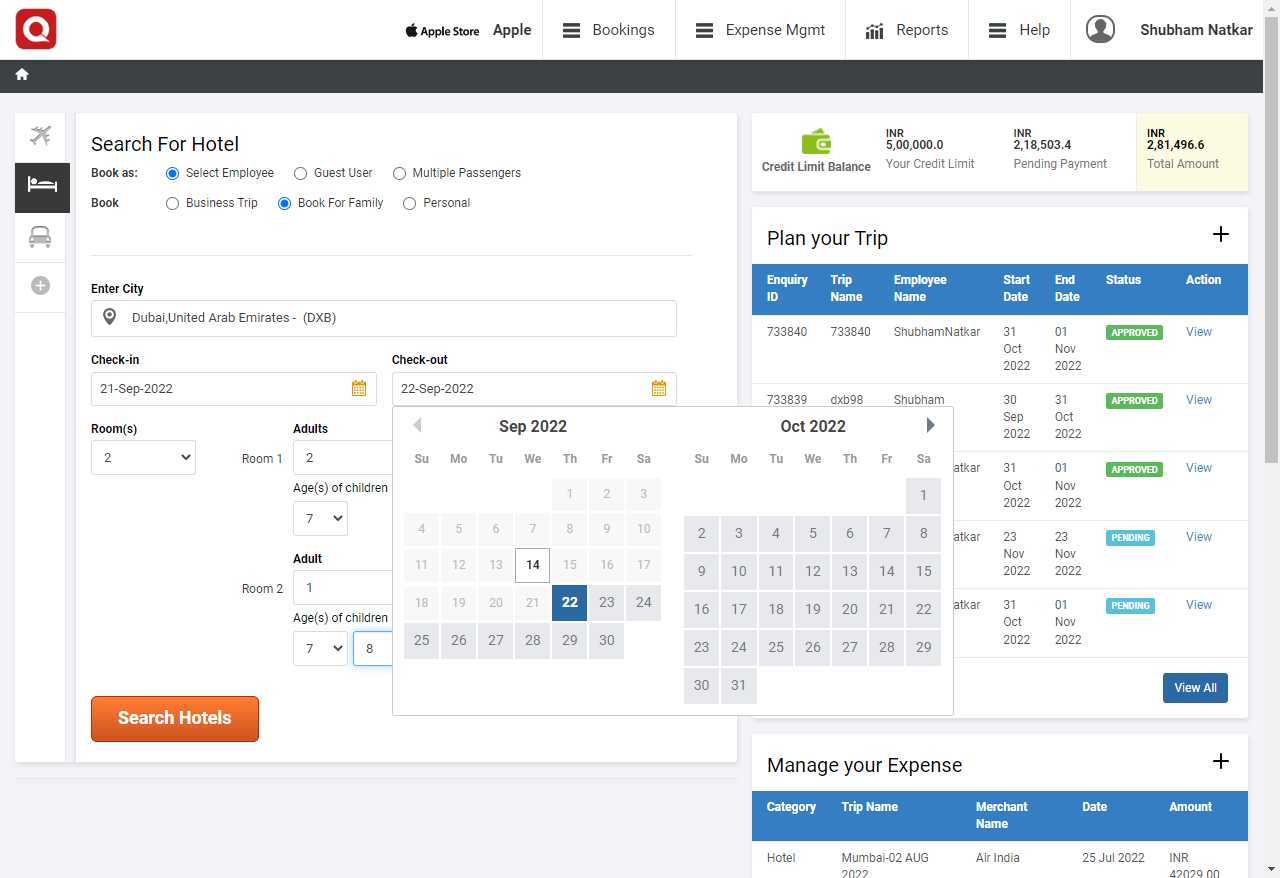 Apple Store Apple Bookings Expense Mgmt Reports Help Shubham Natkar
Search For Hotel
Book as: Select Employee Guest User Multiple Passengers
Book Business Trip Book For Family Personal
Enter City
Dubai,United Arab Emirates - (DXB)
Check-in Check-out
21-Sep-2022 22-Sep-2022
Room(s) Adults
2 Room 1 2
Age(s) of children
7
Adult
Room 2 1
Age(s) of children
7 8
Search Hotels
Sep 2022
Su Mo Tu We Th Fr Sa
1 2 3
4 5 6 7 8 9 10
11 12 13 14 15 16 17
18 19 20 21 22 23 24
25 26 27 28 29 30
Oct 2022
Su Mo Tu We Th Fr Sa
1
2 3 4 5 6 7 8
9 10 11 12 13 14 15
16 17 18 19 20 21 22
23 24 25 26 27 28 29
30 31
Credit Limit Balance
INR
5,00,000.0
Your Credit Limit
INR
2,18,503.4
Pending Payment
INR
2,81,496.6
Total Amount
Plan your Trip
Enquiry Trip Employee Start End Status Action
ID Name Name Date Date
733840 733840 ShubhamNatkar 31 01 APPROVED View
Oct Nov
2022 2022
733839 dxb98 Shubham 30 31 APPROVED View
Sep Oct
2022 2022
31 01 APPROVED View
Oct Nov
2022 2022
23 23 PENDING View
Nov Nov
2022 2022
31 01 PENDING View
Oct Nov
2022 2022
View All
Manage your Expense
Category Trip Name Merchant Date Amount
Name
Hotel Mumbai-02 AUG Air India 25 Jul 2022 INR
2022 42029.00